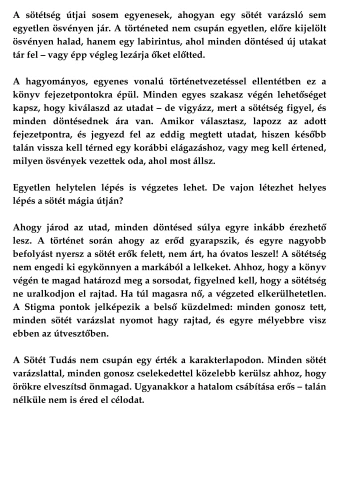 A sötétség útjai sosem egyenesek, ahogyan egy sötét varázsló sem
egyetlen ösvényen jár. A történeted nem csupán egyetlen, előre kijelölt
ösvényen halad, hanem egy labirintus, ahol minden döntésed új utakat
tár fel – vagy épp végleg lezárja őket előtted.
A hagyományos, egyenes vonalú történetvezetéssel ellentétben ez a
könyv fejezetpontokra épül. Minden egyes szakasz végén lehetőséget
kapsz, hogy kiválaszd az utadat – de vigyázz, mert a sötétség figyel, és
minden döntésednek ára van. Amikor választasz, lapozz az adott
fejezetpontra, és jegyezd fel az eddig megtett utadat, hiszen később
talán vissza kell térned egy korábbi elágazáshoz, vagy meg kell értened,
milyen ösvények vezettek oda, ahol most állsz.
Egyetlen helytelen lépés is végzetes lehet. De vajon létezhet helyes
lépés a sötét mágia útján?
Ahogy járod az utad, minden döntésed súlya egyre inkább érezhető
lesz. A történet során ahogy az erőd gyarapszik, és egyre nagyobb
befolyást nyersz a sötét erők felett, nem árt, ha óvatos leszel! A sötétség
nem engedi ki egykönnyen a markából a lelkeket. Ahhoz, hogy a könyv
végén te magad határozd meg a sorsodat, figyelned kell, hogy a sötétség
ne uralkodjon el rajtad. Ha túl magasra nő, a végzeted elkerülhetetlen.
A Stigma pontok jelképezik a belső küzdelmed: minden gonosz tett,
minden sötét varázslat nyomot hagy rajtad, és egyre mélyebbre visz
ebben az útvesztőben.
A Sötét Tudás nem csupán egy érték a karakterlapodon. Minden sötét
varázslattal, minden gonosz cselekedettel közelebb kerülsz ahhoz, hogy
örökre elveszítsd önmagad. Ugyanakkor a hatalom csábítása erős – talán
nélküle nem is éred el célodat.